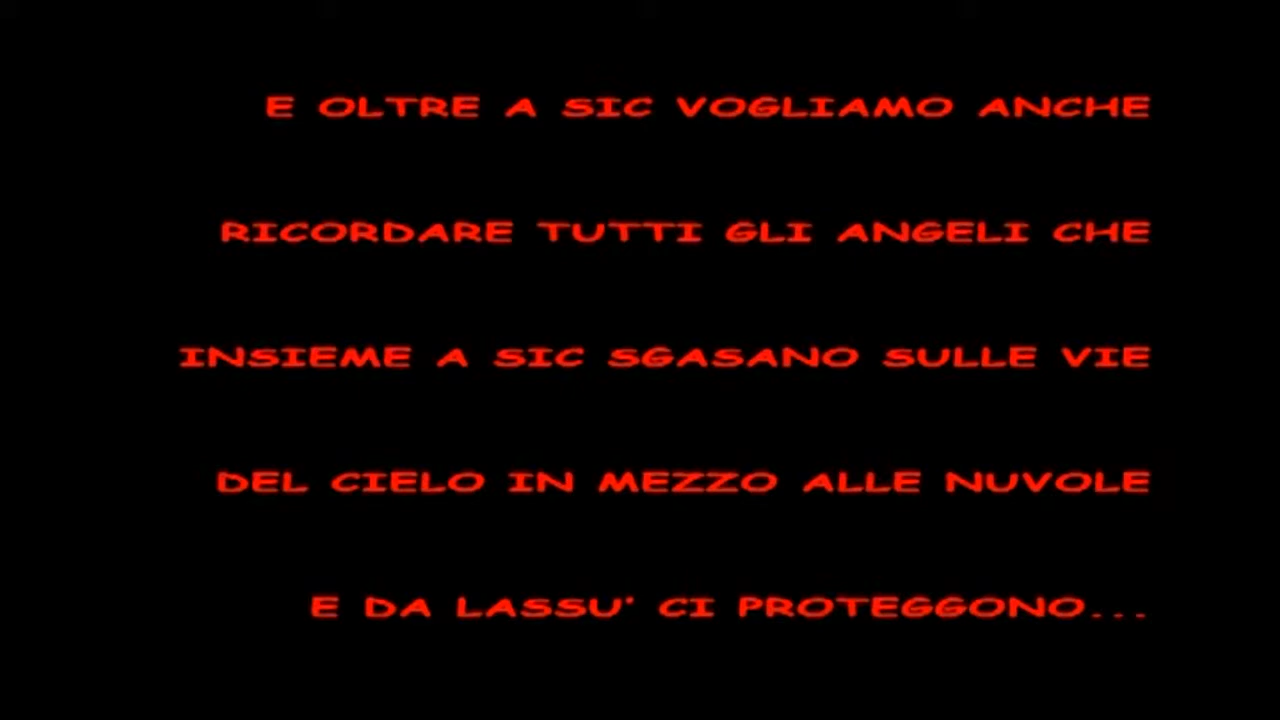 E OLTRE A SIC VOGLIAMO ANCHE
RICORDARE TUTTI GLI ANGELI CHE
INSIEME A SIC SGASANO SULLE VIE
DEL CIELO IN MEZZO ALLE NUVOLE
E DA LASSU' CI PROTEGGONO...